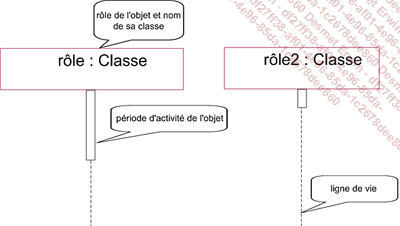 rôle de l'objet et nom
de sa classe
rôle : Classe
rôle2 : Classe
période d'activité de l'objet
ligne de vie